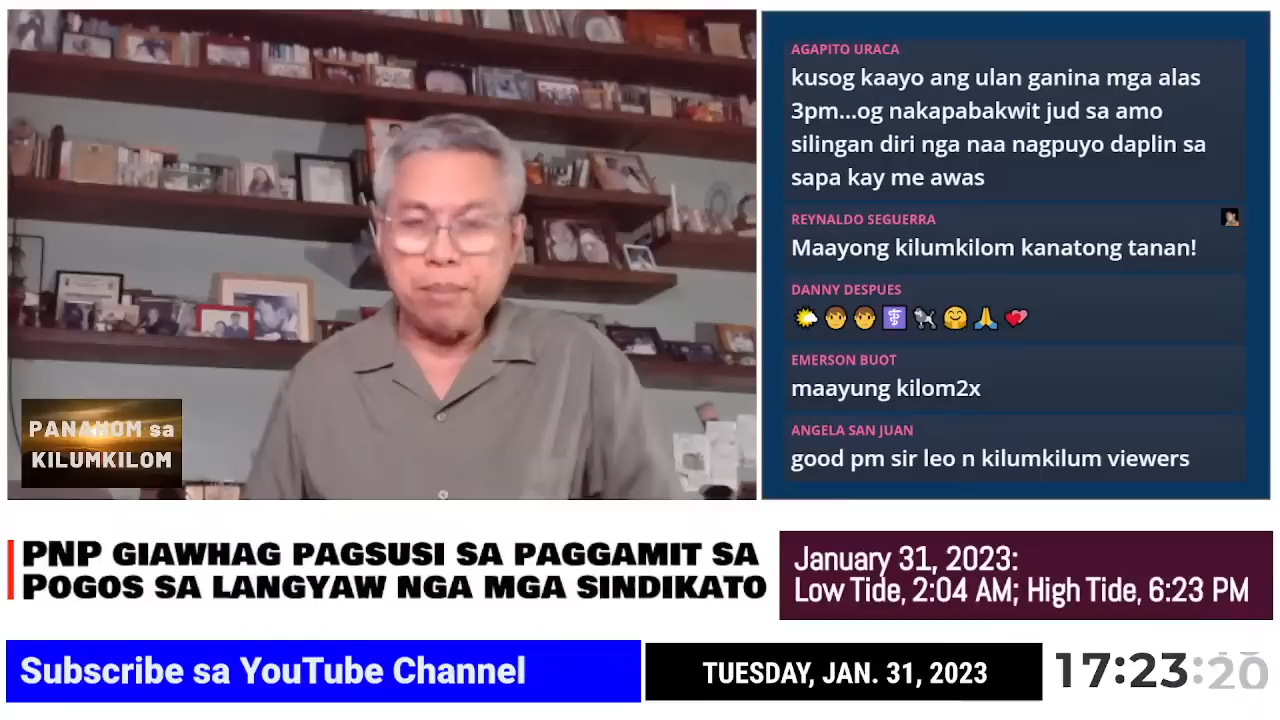 AGAPITO URACA
kusog kaayo ang ulan ganina mga alas
3pm...og nakapabakwit jud sa amo
silingan diri nga naa nagpuyo daplin sa
sapa kay me awas
REYNALDO SEGUERRA
Maayong kilumkilom kanatong tanan!
DANNY DESPUES
🌤️👨👨⚕️🐩🤗🙏💞
EMERSON BUOT
maayung kilom2x
ANGELA SAN JUAN
good pm sir leo n kilumkilum viewers
PANAHOM sa
KILUMKILOM
PNP GIAWHAG PAGSUSI SA PAGGAMIT SA
POGOS SA LANGYAW NGA MGA SINDIKATO
January 31, 2023:
Low Tide, 2:04 AM; High Tide, 6:23 PM
Subscribe sa YouTube Channel
TUESDAY, JAN. 31, 2023
17:23:20